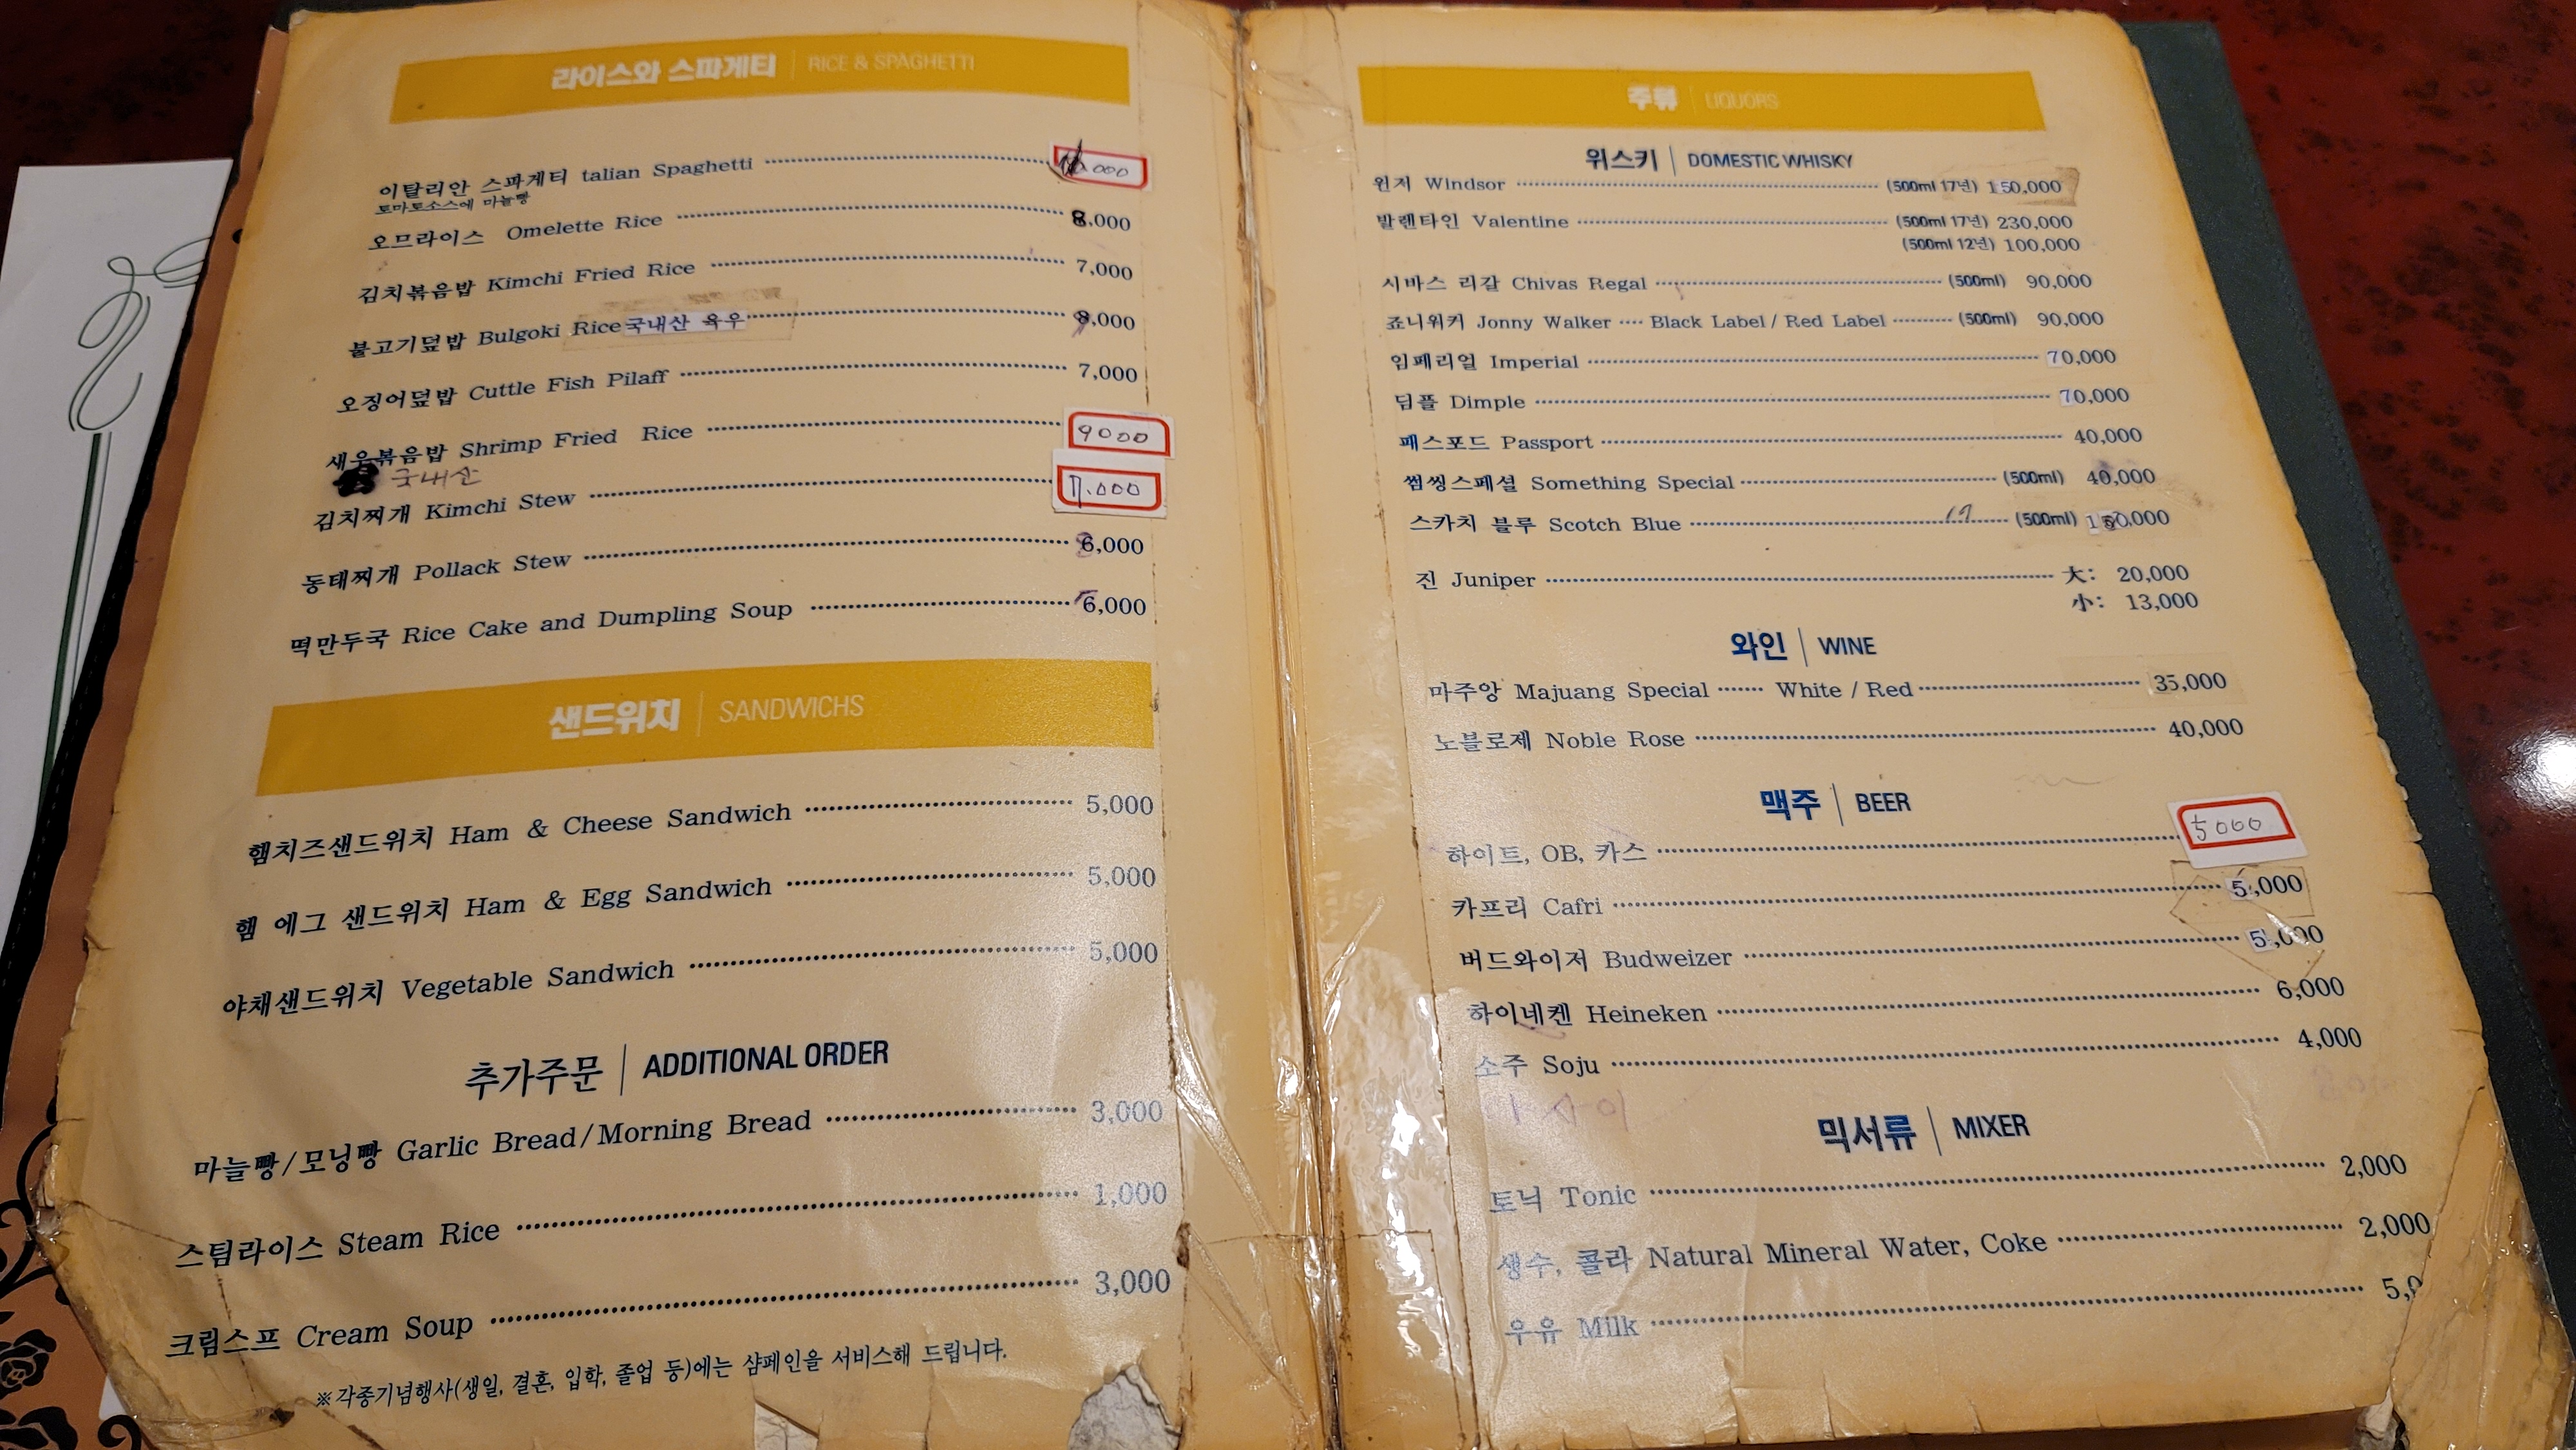 라이스와 스파게티 | RICE & SPAGHETTI
이탈리안 스파게티 talian Spaghetti ,000
토마토소스에 마늘빵
오므라이스 Omelette Rice 8,000
김치볶음밥 Kimchi Fried Rice 7,000
불고기덮밥 Bulgoki Rice 국내산 육우 ,000
오징어덮밥 Cuttle Fish Pilaff 7,000
새우볶음밥 Shrimp Fried Rice 9000
국내산
김치찌개 Kimchi Stew 7.000
동태찌개 Pollack Stew 6,000
떡만두국 Rice Cake and Dumpling Soup 6,000
샌드위치 | SANDWICHS
햄치즈샌드위치 Ham & Cheese Sandwich 5,000
햄 에그 샌드위치 Ham & Egg Sandwich 5,000
야채샌드위치 Vegetable Sandwich 5,000
추가주문 | ADDITIONAL ORDER
마늘빵/모닝빵 Garlic Bread/Morning Bread 3,000
스팀라이스 Steam Rice 1,000
크림스프 Cream Soup 3,000
※각종기념행사(생일, 결혼, 입학, 졸업 등)에는 샴페인을 서비스해 드립니다.
주류 | LIQUORS
위스키 | DOMESTIC WHISKY
윈저 Windsor (500ml 17년) 150,000
발렌타인 Valentine (500ml 17년) 230,000
(500ml 12년) 100,000
시바스 리갈 Chivas Regal (500ml) 90,000
죠니워커 Jonny Walker Black Label / Red Label (500ml) 90,000
임페리얼 Imperial 70,000
딤플 Dimple 70,000
패스포드 Passport 40,000
썸씽스페셜 Something Special (500ml) 40,000
스카치 블루 Scotch Blue 17 (500ml) 150,000
진 Juniper 大: 20,000
小: 13,000
와인 | WINE
마주앙 Majuang Special White / Red 35,000
노블로제 Noble Rose 40,000
맥주 | BEER
하이트, OB, 카스 5000
카프리 Cafri 5,000
버드와이저 Budweizer 5,000
하이네켄 Heineken 6,000
소주 Soju 4,000
믹서류 | MIXER
토닉 Tonic 2,000
생수, 콜라 Natural Mineral Water, Coke 2,000
우유 Milk 5,0